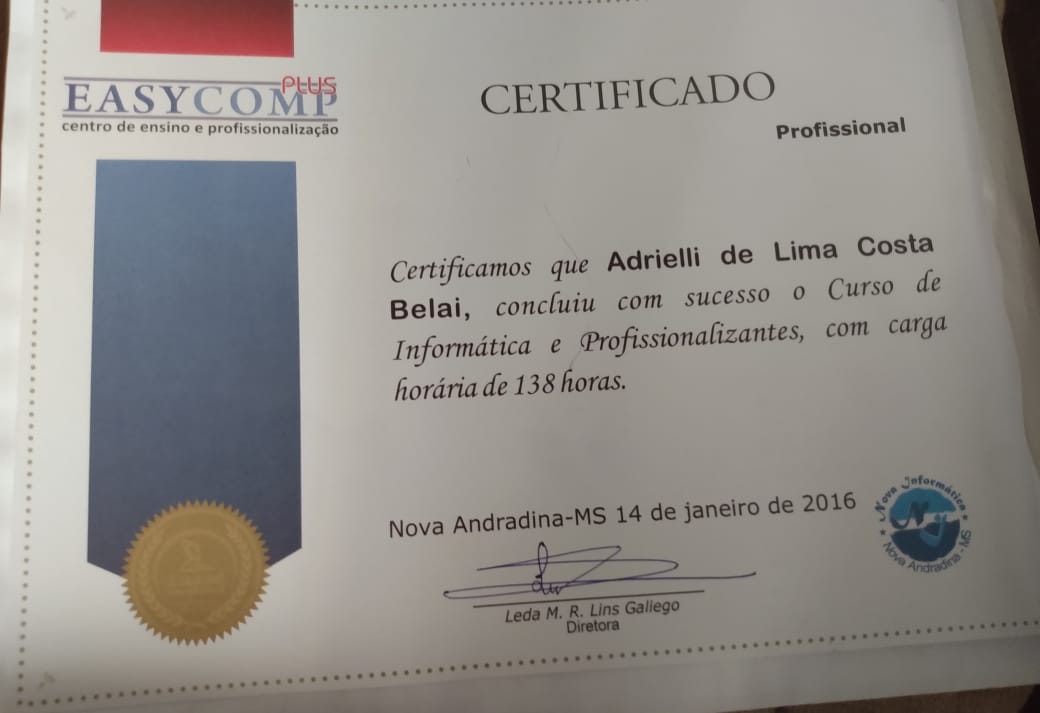 PLUS
EASYCOMP
centro de ensino e profissionalização
CERTIFICADO
Profissional
Certificamos que Adrielli de Lima Costa
Belai, concluiu com sucesso o Curso de
Informática e Profissionalizantes, com carga
horária de 138 horas.
Nova Andradina-MS 14 de janeiro de 2016
Leda M. R. Lins Galiego
Diretora
Nova Informática
Nova Andradina - MS